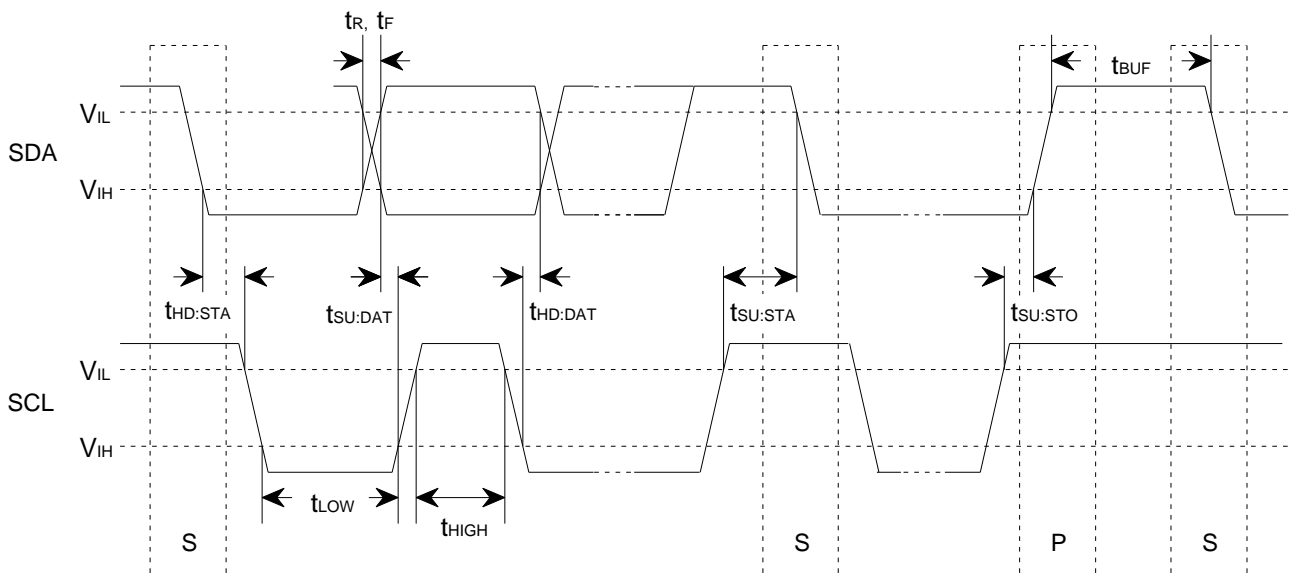 tR, tF
tBUF
VIL
SDA
VIH
tHD:STA
tSU:DAT
tHD:DAT
tSU:STA
tSU:STO
VIL
SCL
VIH
tLOW
tHIGH
S
S
P
S